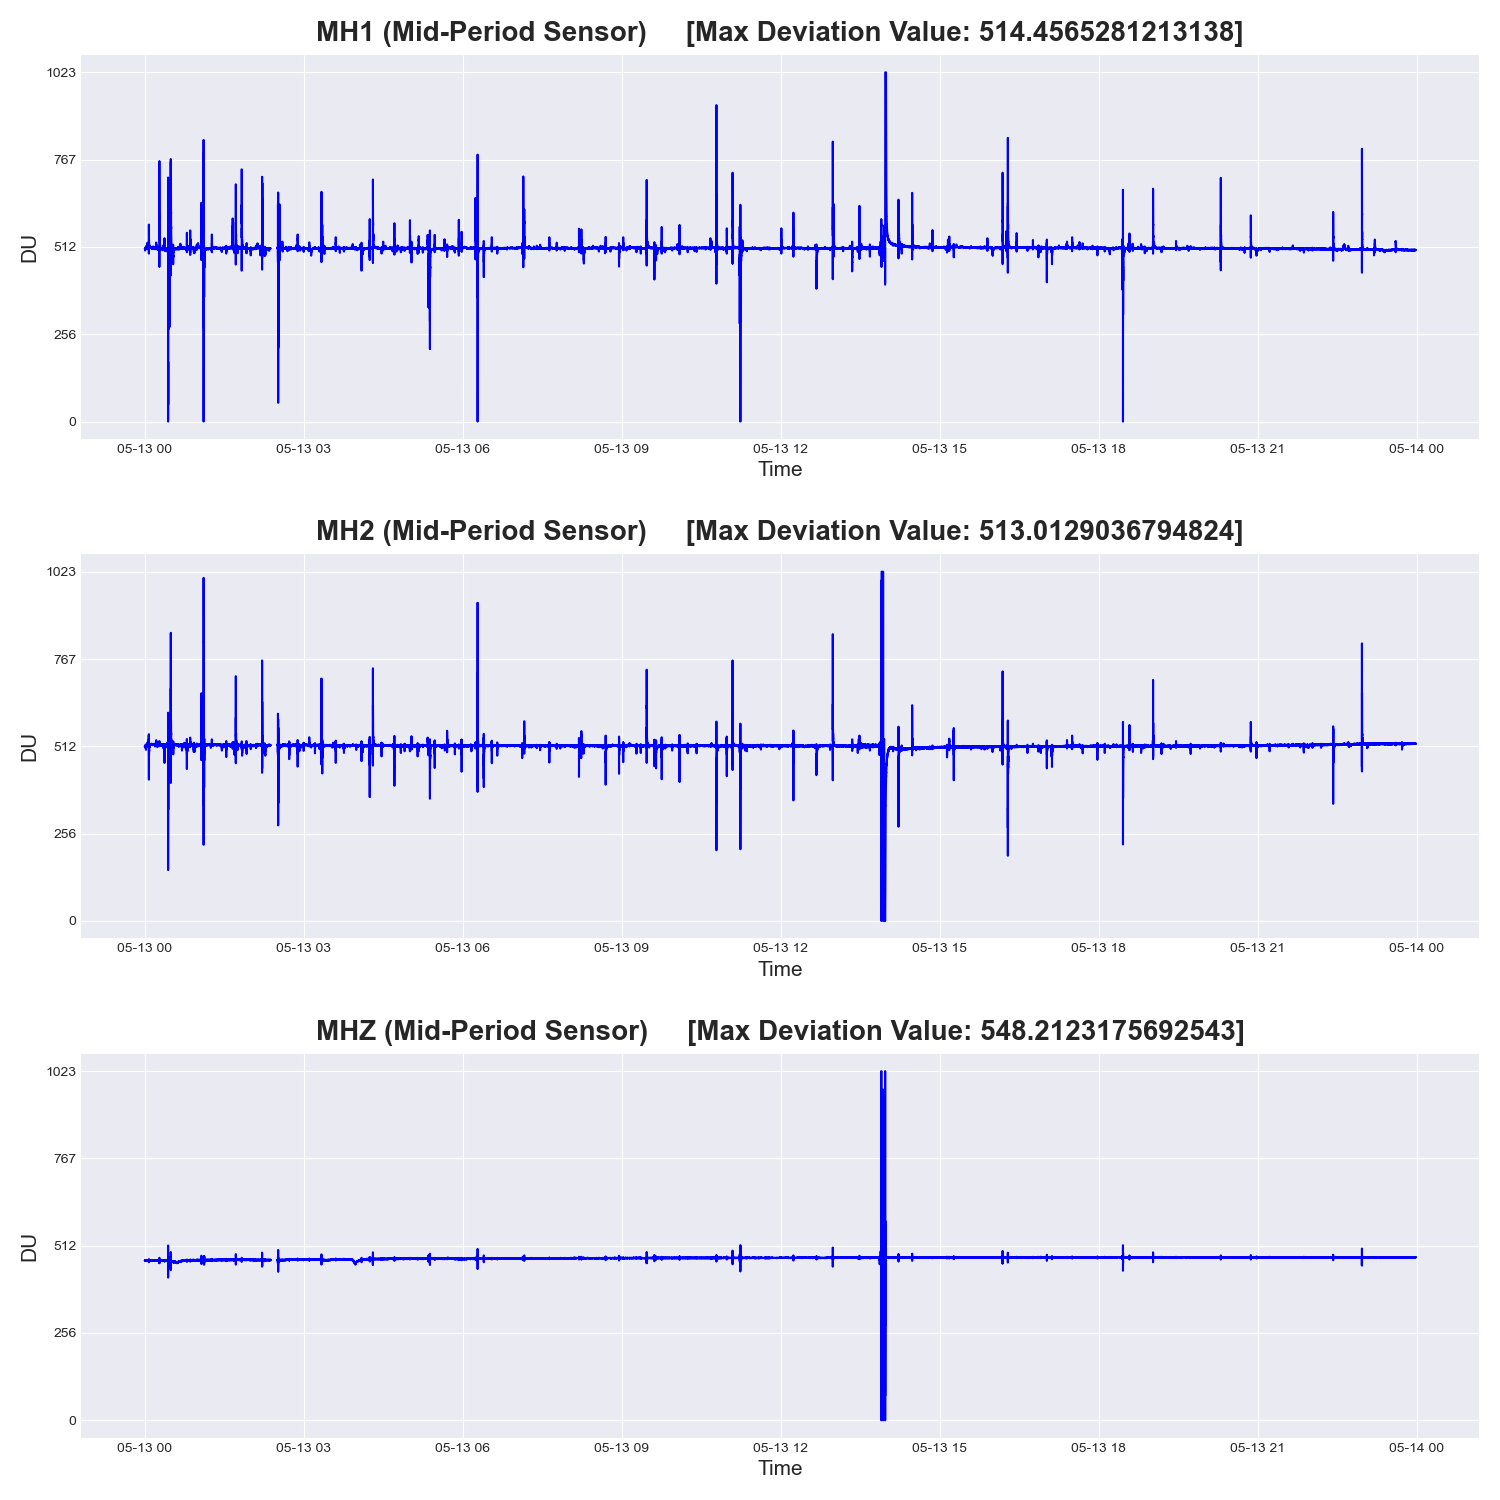 MH1 (Mid-Period Sensor) [Max Deviation Value: 514.4565281213138]
1023
767
512
256
0
DU
05-13 00 05-13 03 05-13 06 05-13 09 05-13 12 05-13 15 05-13 18 05-13 21 05-14 00
Time
MH2 (Mid-Period Sensor) [Max Deviation Value: 513.0129036794824]
1023
767
512
256
0
DU
05-13 00 05-13 03 05-13 06 05-13 09 05-13 12 05-13 15 05-13 18 05-13 21 05-14 00
Time
MHZ (Mid-Period Sensor) [Max Deviation Value: 548.2123175692543]
1023
767
512
256
0
DU
05-13 00 05-13 03 05-13 06 05-13 09 05-13 12 05-13 15 05-13 18 05-13 21 05-14 00
Time